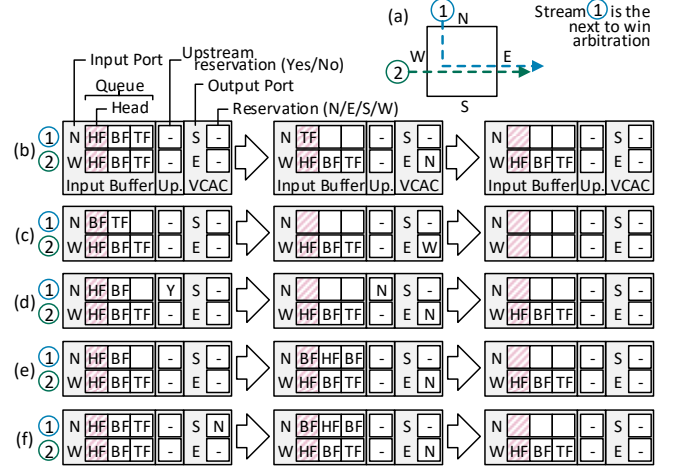 (a)
1 N
Stream 1 is the
next to win
arbitration
W E
2
S
Input Port
Upstream
reservation (Yes/No)
Queue
Output Port
Head
Reservation (N/E/S/W)
(b)
1 N HF BF TF - S - N TF - S - N - S -
2 W HF BF TF - E - W HF BF TF - E N W HF BF TF - E -
Input Buffer Up. VCAC Input Buffer Up. VCAC Input Buffer Up. VCAC
(c)
1 N BF TF - S - N - S - N - S -
2 W HF BF TF - E - W HF BF TF - E W W - E -
(d)
1 N HF BF Y S - N N S - N - S -
2 W HF BF TF - E - W HF BF TF - E N W HF BF TF - E -
(e)
1 N HF BF - S - N BF HF BF - S - N - S -
2 W HF BF TF - E - W HF BF TF - E N W HF BF TF - E -
(f)
1 N HF BF TF - S N N BF HF BF - S - N - S -
2 W HF BF TF - E - W HF BF TF - E N W HF BF TF - E -